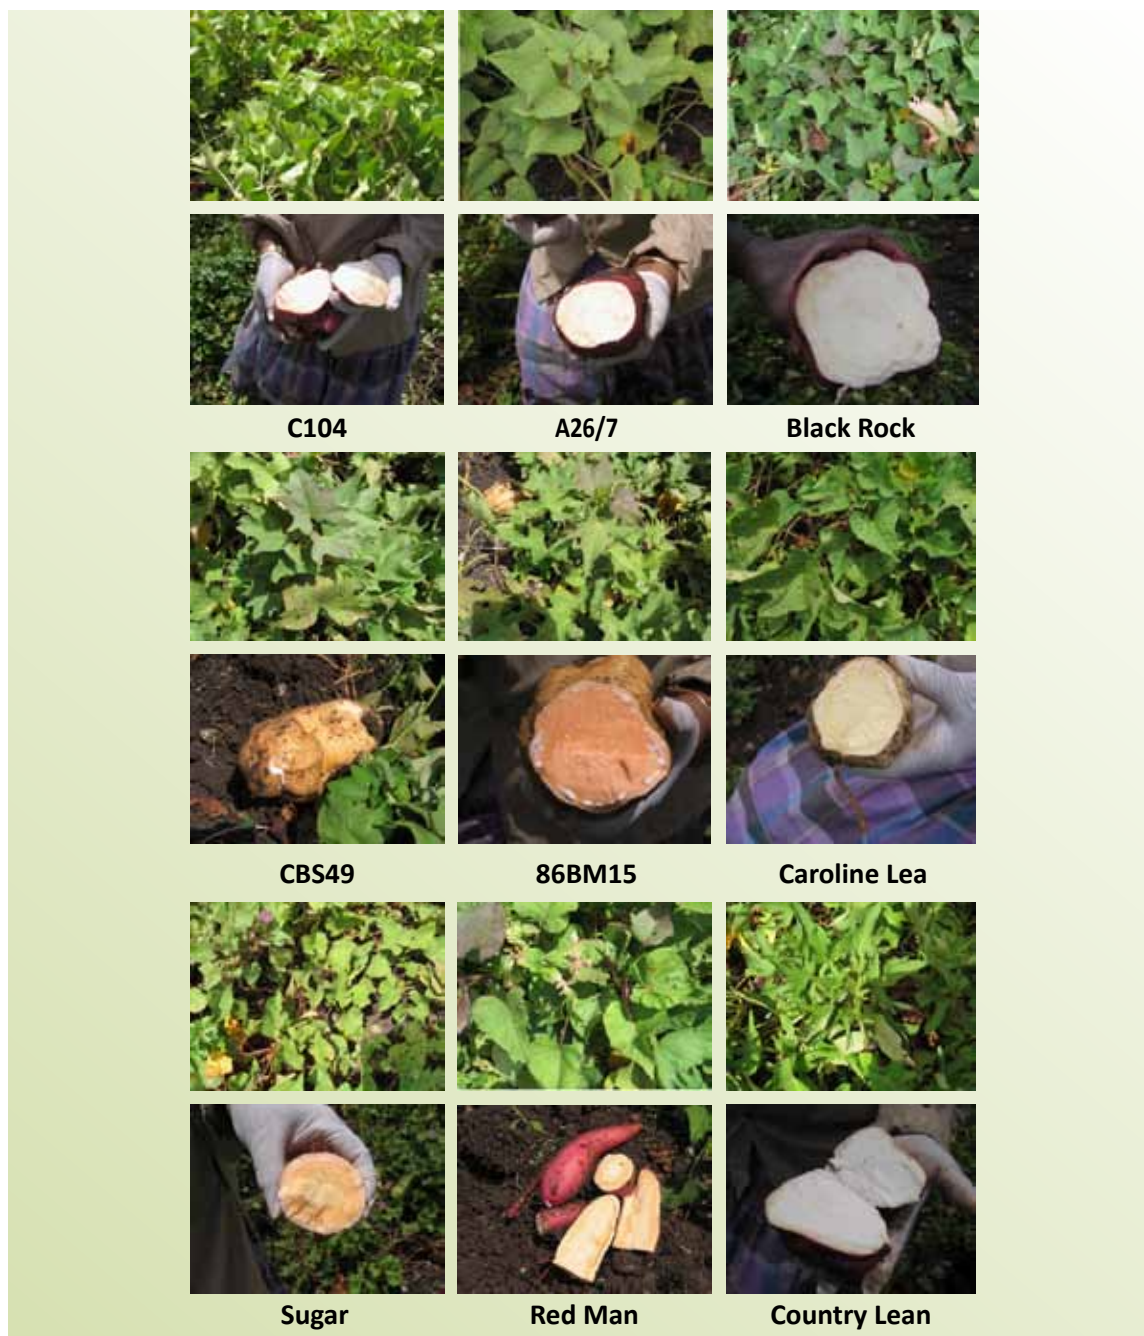 C104
A26/7
Black Rock
CBS49
86BM15
Caroline Lea
Sugar
Red Man
Country Lean